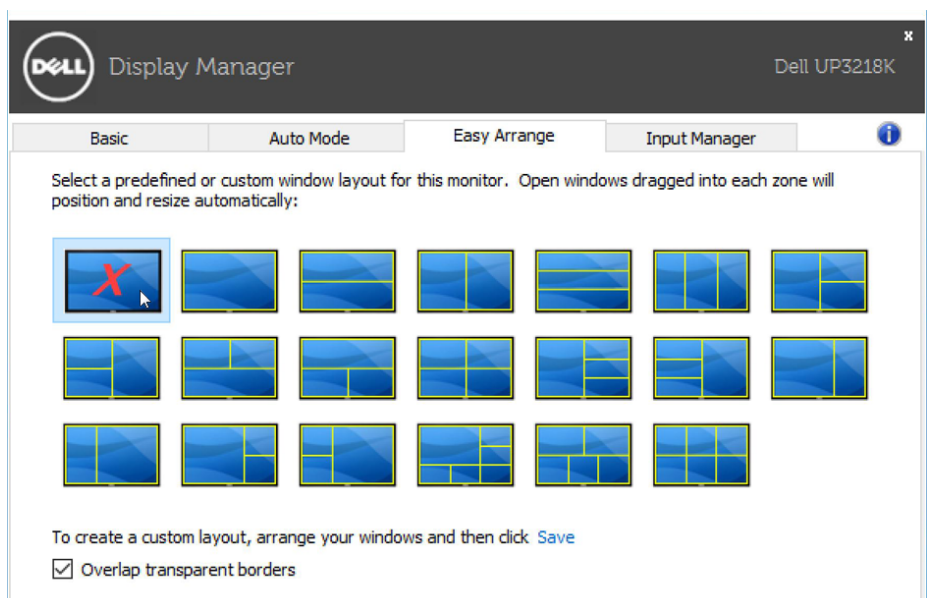 x
DELL Display Manager Dell UP3218K
Basic Auto Mode Easy Arrange Input Manager i
Select a predefined or custom window layout for this monitor. Open windows dragged into each zone will
position and resize automatically:
X
To create a custom layout, arrange your windows and then click Save
Overlap transparent borders